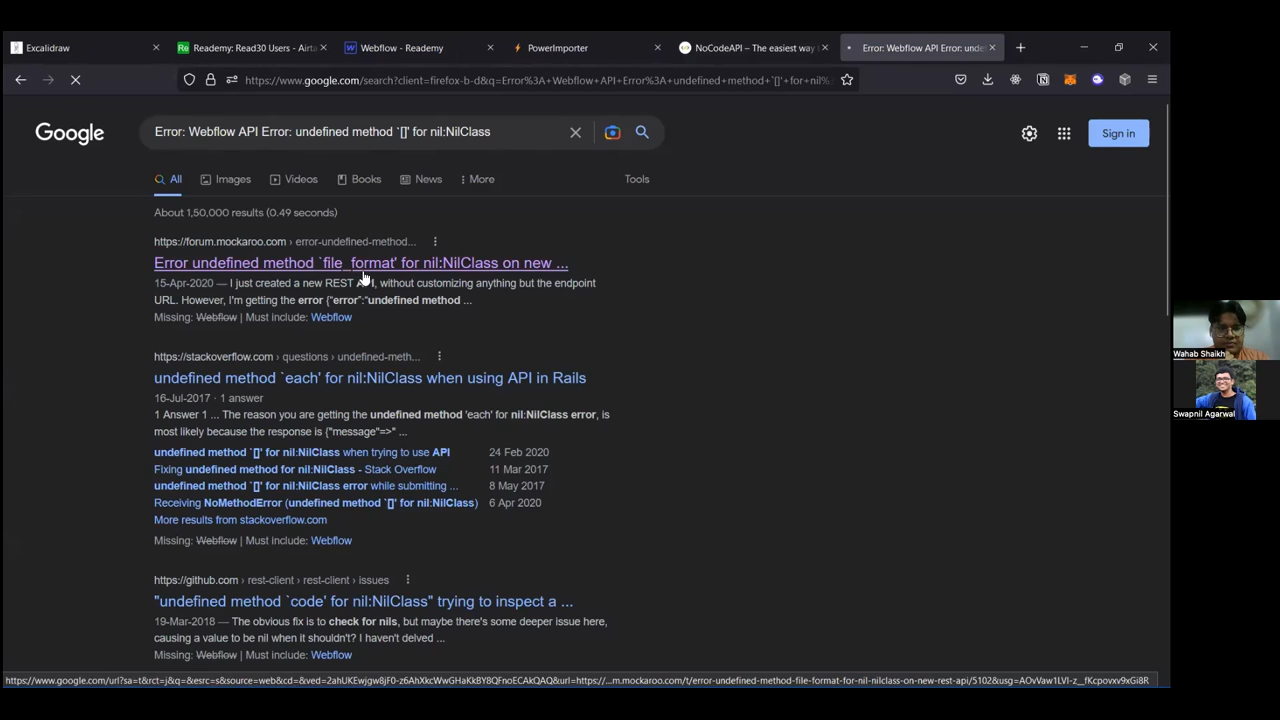 Excalidraw
Re Reademy: Read30 Users - Airta
Webflow - Reademy
PowerImporter
NoCodeAPI – The easiest way t
Error: Webflow API Error: unde
https://www.google.com/search?client=firefox-b-d&q=Error%3A+Webflow+API+Error%3A+undefined+method+`[]`+for+nil%
Google
Error: Webflow API Error: undefined method `[]' for nil:NilClass
Sign in
All
Images
Videos
Books
News
More
Tools
About 1,50,000 results (0.49 seconds)
https://forum.mockaroo.com › error-undefined-method...
Error undefined method `file_format' for nil:NilClass on new ...
15-Apr-2020 — I just created a new REST API, without customizing anything but the endpoint
URL. However, I'm getting the error {"error":"undefined method ...
Missing: Webflow | Must include: Webflow
https://stackoverflow.com › questions › undefined-meth...
undefined method `each' for nil:NilClass when using API in Rails
16-Jul-2017 · 1 answer
1 Answer 1 ... The reason you are getting the undefined method 'each' for nil:NilClass error, is
most likely because the response is {"message"=>" ...
undefined method `[]' for nil:NilClass when trying to use API 24 Feb 2020
Fixing undefined method for nil:NilClass - Stack Overflow 11 Mar 2017
undefined method `[]' for nil:NilClass error while submitting ... 8 May 2017
Receiving NoMethodError (undefined method `[]' for nil:NilClass) 6 Apr 2020
More results from stackoverflow.com
Missing: Webflow | Must include: Webflow
https://github.com › rest-client › rest-client › issues
"undefined method `code' for nil:NilClass" trying to inspect a ...
19-Mar-2018 — The obvious fix is to check for nils, but maybe there's some deeper issue here,
causing a value to be nil when it shouldn't? I haven't delved ...
Missing: Webflow | Must include: Webflow
Wahab Shaikh
Swapnil Agarwal